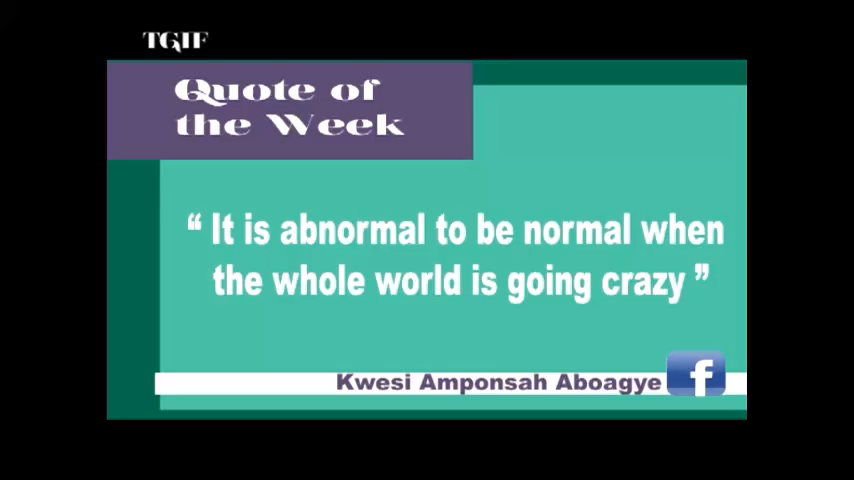 TGIF
Quote of
the Week
“ It is abnormal to be normal when
the whole world is going crazy ”
Kwesi Amponsah Aboagye f